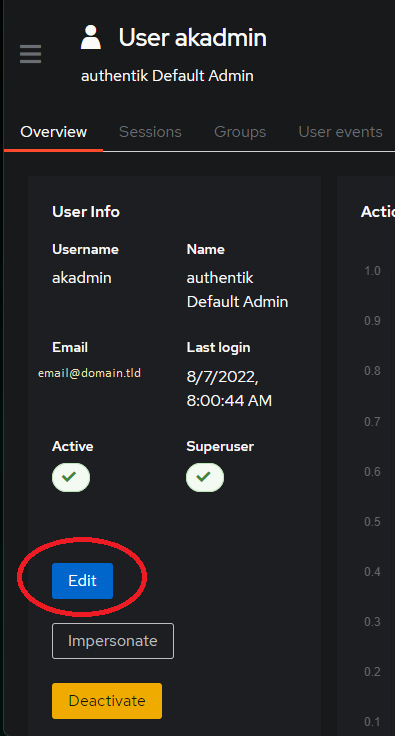 User akadmin
authentik Default Admin
Overview Sessions Groups User events
User Info
Username Name
akadmin authentik
Default Admin
Email Last login
email@domain.tld 8/7/2022,
8:00:44 AM
Active Superuser
Edit
Impersonate
Deactivate
Actio
1.0
0.9
0.8
0.7
0.6
0.5
0.4
0.3
0.2
0.1